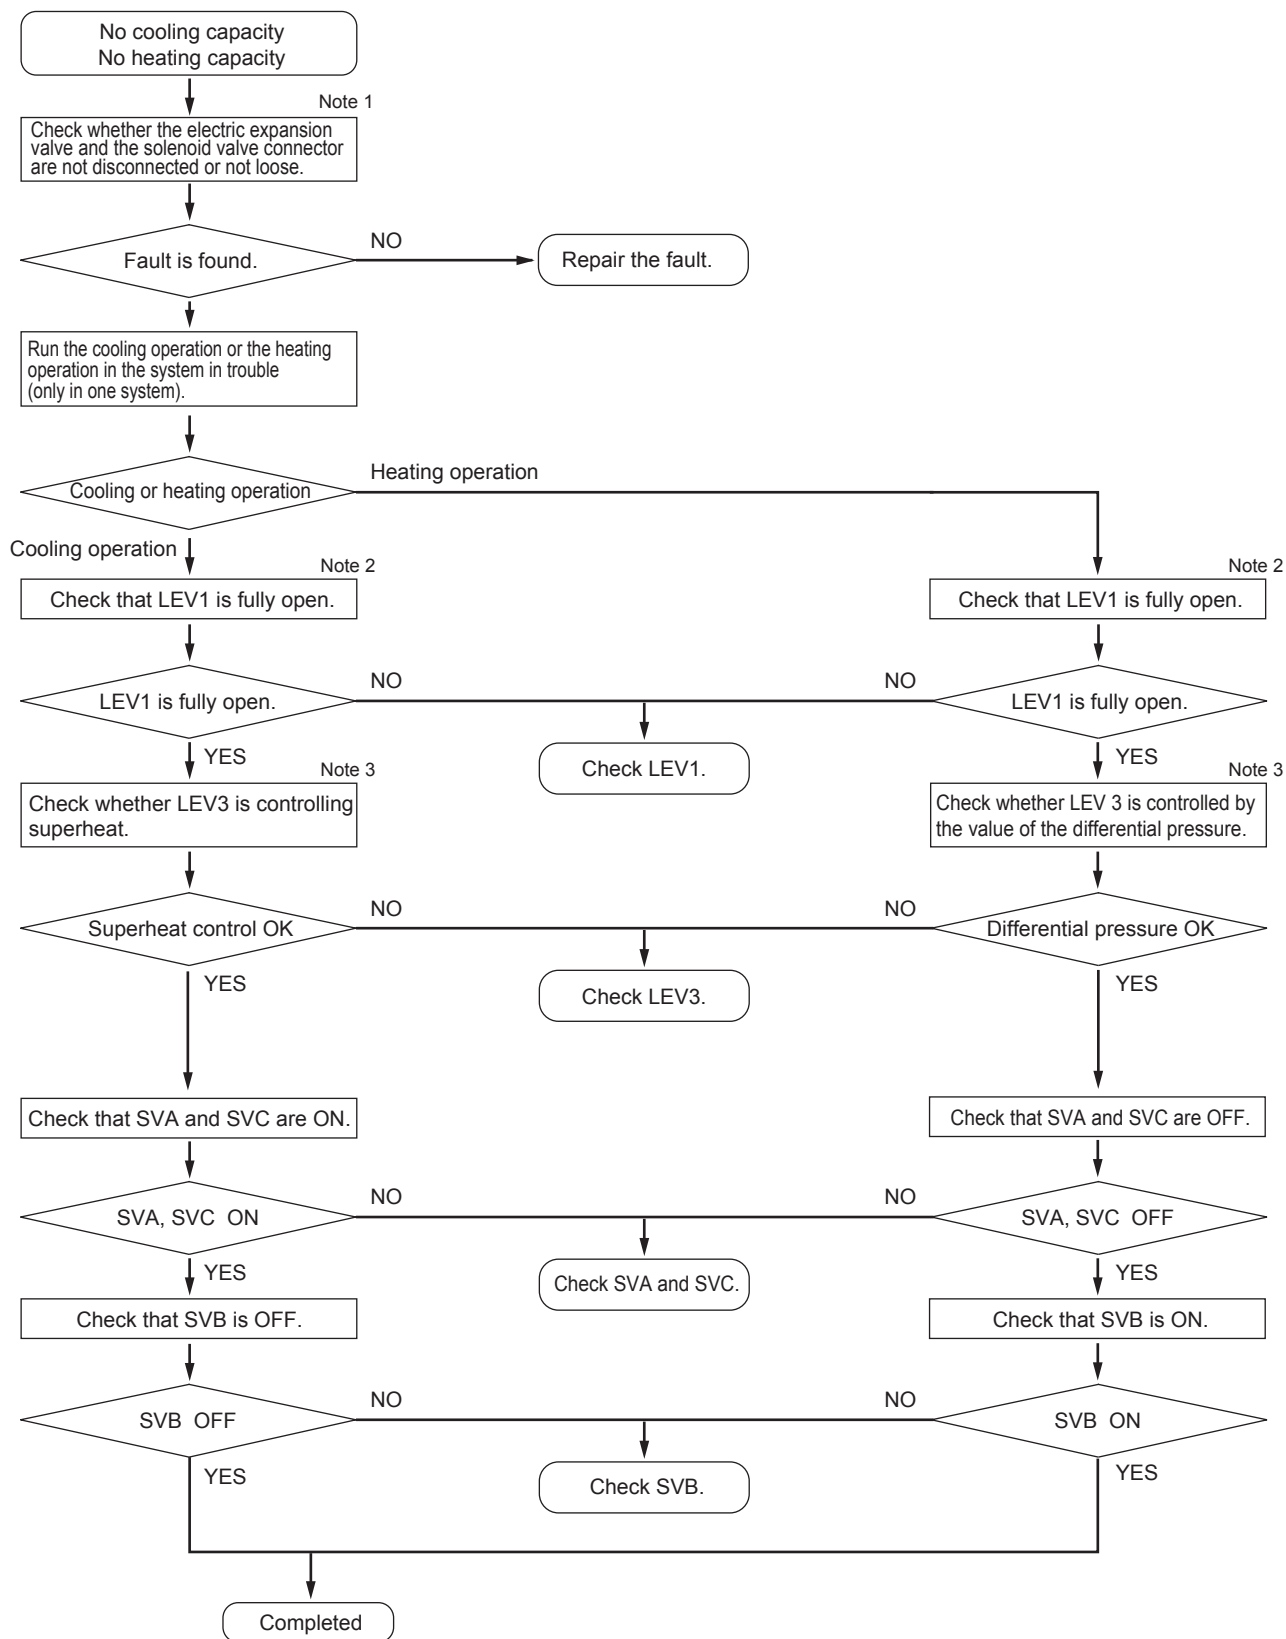 No cooling capacity
No heating capacity
Note 1
Check whether the electric expansion
valve and the solenoid valve connector
are not disconnected or not loose.
Fault is found.
NO
Repair the fault.
Run the cooling operation or the heating
operation in the system in trouble
(only in one system).
Cooling or heating operation
Heating operation
Cooling operation
Note 2
Note 2
Check that LEV1 is fully open.
Check that LEV1 is fully open.
LEV1 is fully open.
NO
NO
LEV1 is fully open.
YES
YES
Check LEV1.
Note 3
Note 3
Check whether LEV3 is controlling
superheat.
Check whether LEV 3 is controlled by
the value of the differential pressure.
Superheat control OK
NO
NO
Differential pressure OK
YES
YES
Check LEV3.
Check that SVA and SVC are ON.
Check that SVA and SVC are OFF.
SVA, SVC ON
NO
NO
SVA, SVC OFF
YES
YES
Check SVA and SVC.
Check that SVB is OFF.
Check that SVB is ON.
SVB OFF
NO
NO
SVB ON
YES
YES
Check SVB.
Completed